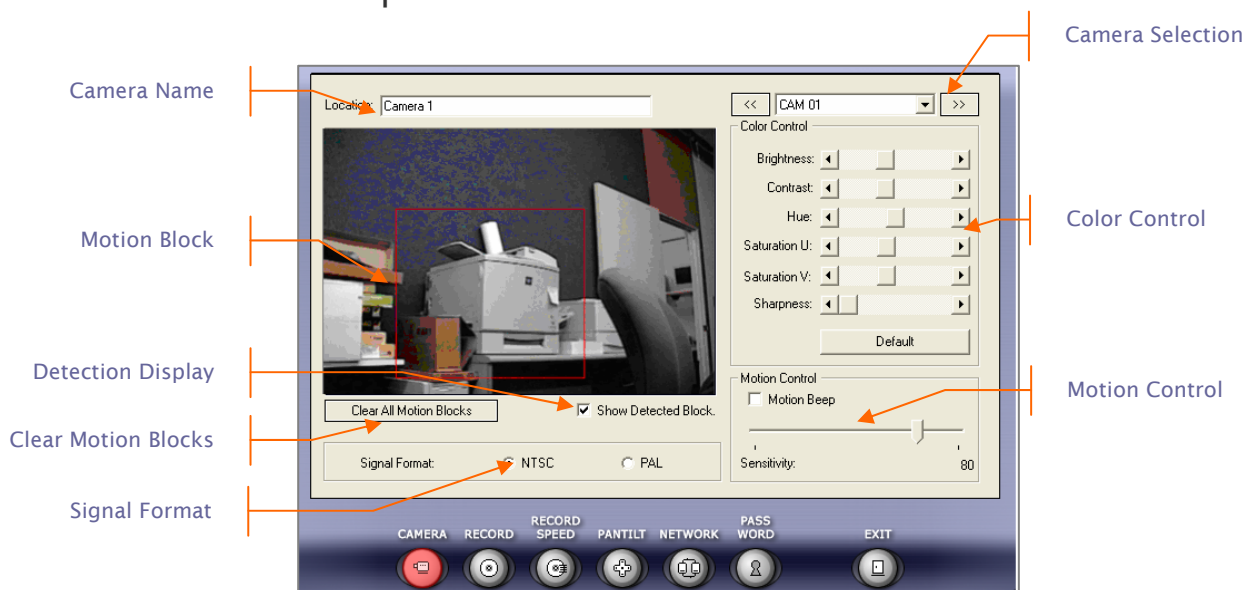 Camera Selection
Camera Name
Location: Camera 1
<< CAM 01 >>
Color Control
Brightness:
Contrast:
Hue:
Saturation U:
Saturation V:
Sharpness:
Default
Motion Block
Color Control
Detection Display
Motion Control
Motion Beep
Motion Control
Clear All Motion Blocks
Show Detected Block.
Clear Motion Blocks
Signal Format: NTSC PAL
Sensitivity: 80
Signal Format
CAMERA
RECORD
RECORD
SPEED
PANTILT
NETWORK
PASS
WORD
EXIT